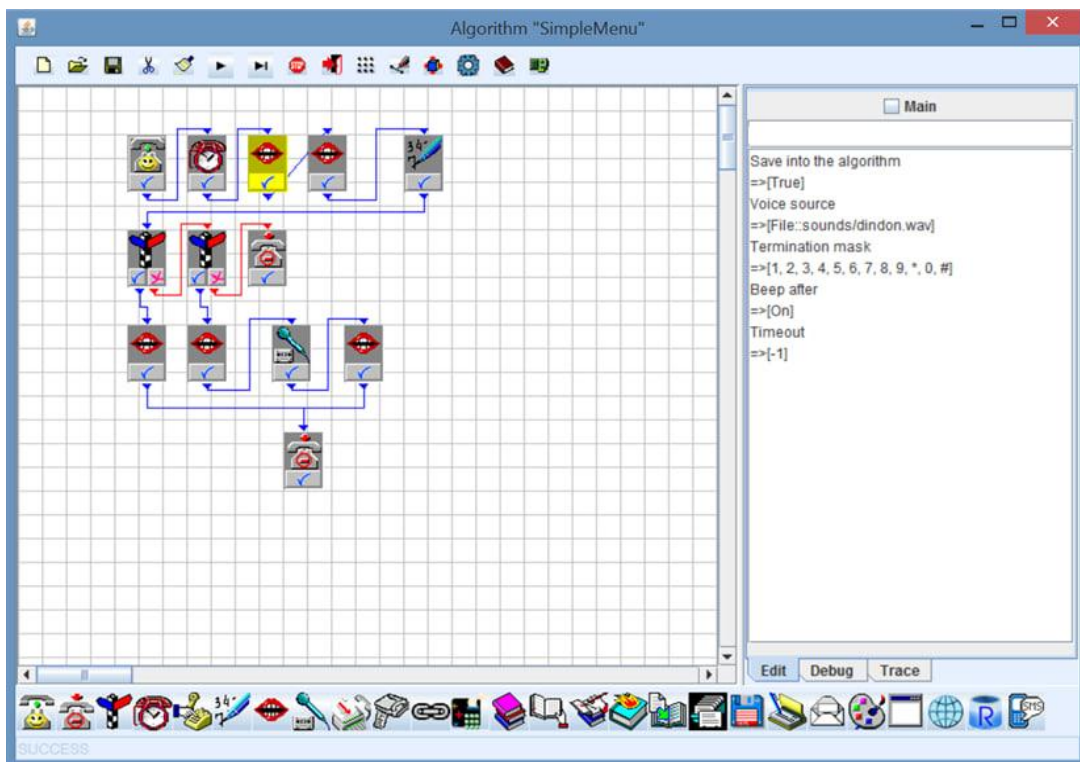 Algorithm "SimpleMenu"
Main
Save into the algorithm
=>[True]
Voice source
=>[File::sounds/dindon.wav]
Termination mask
=>[1, 2, 3, 4, 5, 6, 7, 8, 9, *, 0, #]
Beep after
=>[On]
Timeout
=>[-1]
Edit Debug Trace
R SMS
SUCCESS